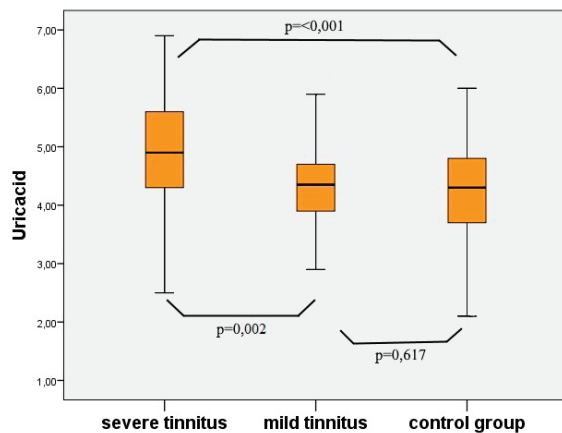 7,00
p=<0,001
6,00
5,00
Uricacid
4,00
3,00
2,00
p=0,002
p=0,617
1,00
severe tinnitus mild tinnitus control group